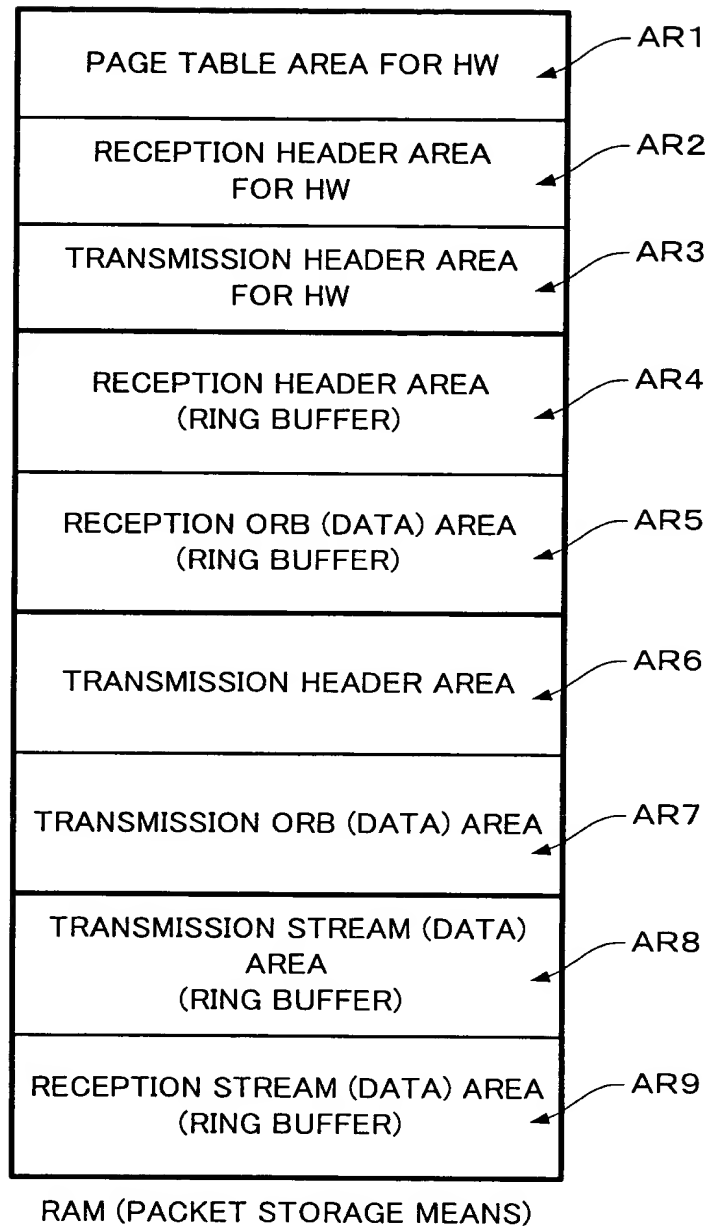 PAGE TABLE AREA FOR HW
AR1
RECEPTION HEADER AREA
FOR HW
AR2
TRANSMISSION HEADER AREA
FOR HW
AR3
RECEPTION HEADER AREA
(RING BUFFER)
AR4
RECEPTION ORB (DATA) AREA
(RING BUFFER)
AR5
TRANSMISSION HEADER AREA
AR6
TRANSMISSION ORB (DATA) AREA
AR7
TRANSMISSION STREAM (DATA)
AREA
(RING BUFFER)
AR8
RECEPTION STREAM (DATA) AREA
(RING BUFFER)
AR9
RAM (PACKET STORAGE MEANS)